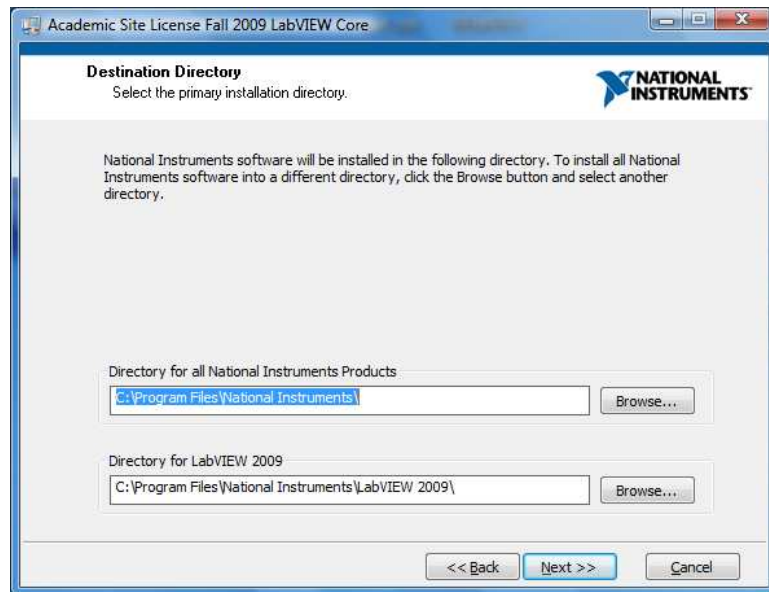 Academic Site License Fall 2009 LabVIEW Core
Destination Directory
Select the primary installation directory.
NATIONAL
INSTRUMENTS™
National Instruments software will be installed in the following directory. To install all National
Instruments software into a different directory, click the Browse button and select another
directory.
Directory for all National Instruments Products
C:\Program Files\National Instruments\
Browse...
Directory for LabVIEW 2009
C:\Program Files\National Instruments\LabVIEW 2009\
Browse...
<< Back
Next >>
Cancel